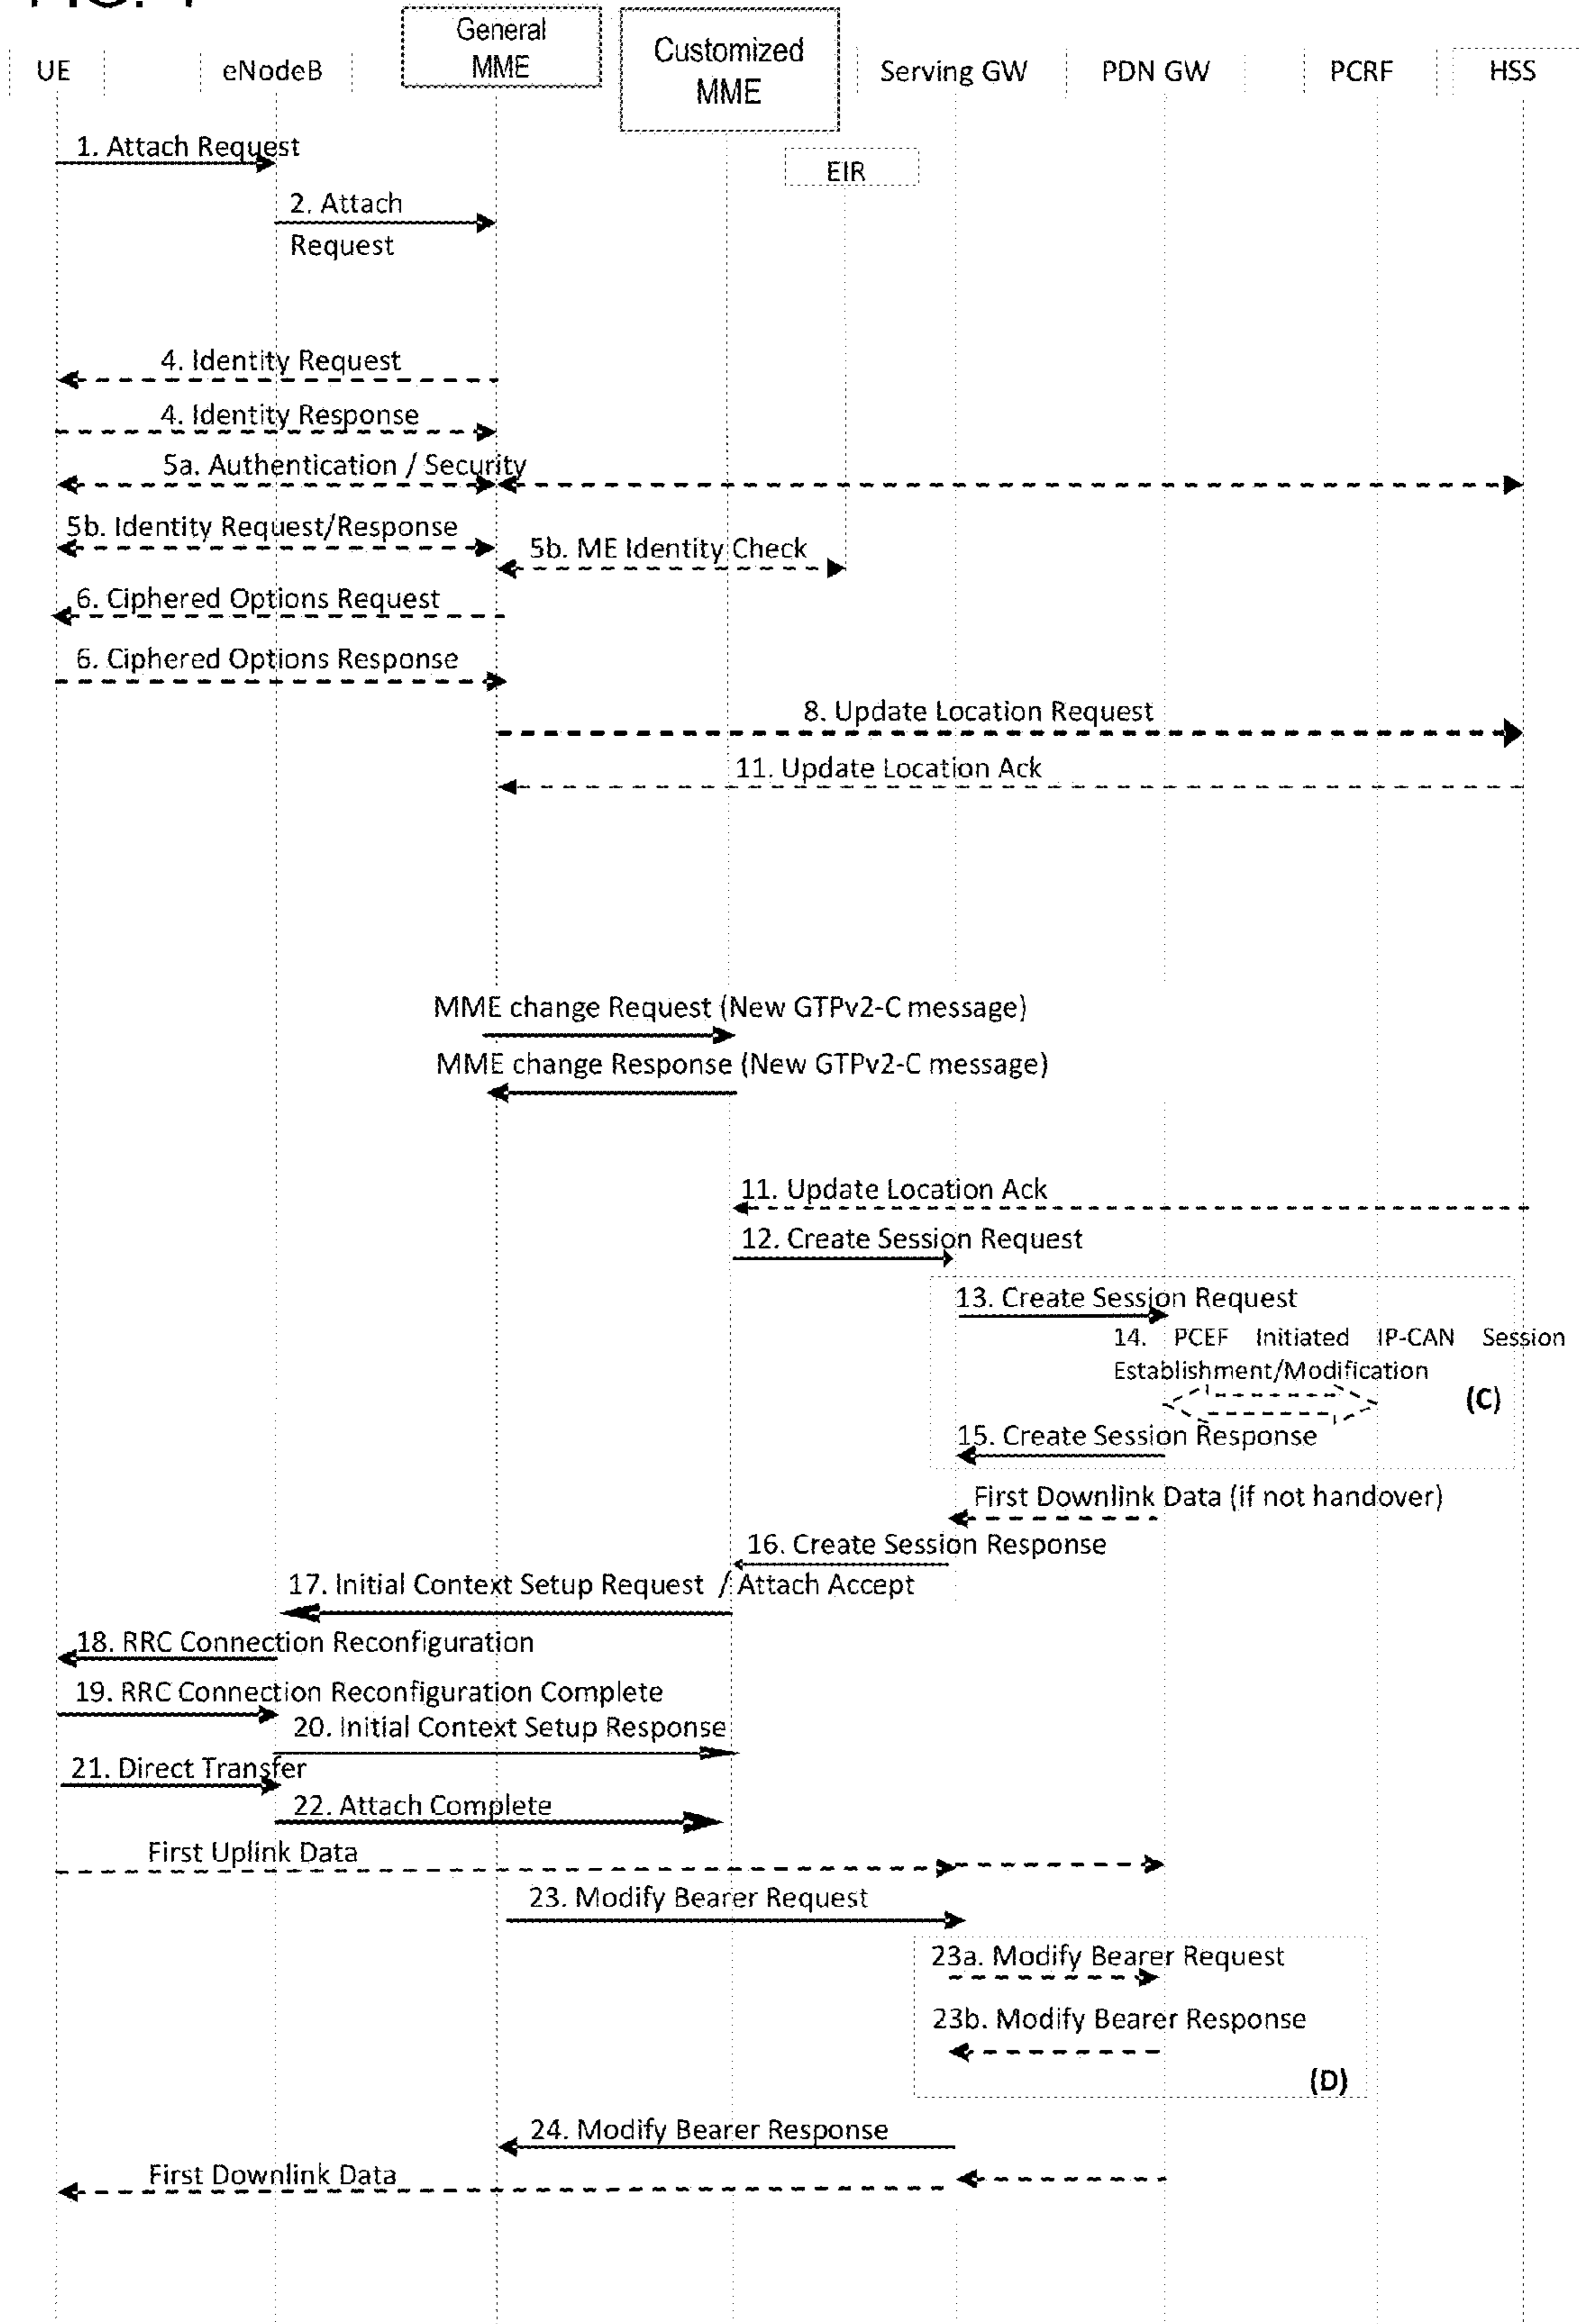 UE
eNodeB
General
MME
Customized
MME
Serving GW
PDN GW
PCRF
HSS
EIR
1. Attach Request
2. Attach
Request
4. Identity Request
4. Identity Response
5a. Authentication / Security
5b. Identity Request/Response
5b. ME Identity Check
6. Ciphered Options Request
6. Ciphered Options Response
8. Update Location Request
11. Update Location Ack
MME change Request (New GTPv2-C message)
MME change Response (New GTPv2-C message)
11. Update Location Ack
12. Create Session Request
13. Create Session Request
14. PCEF Initiated IP-CAN Session
Establishment/Modification
(C)
15. Create Session Response
First Downlink Data (if not handover)
16. Create Session Response
17. Initial Context Setup Request / Attach Accept
18. RRC Connection Reconfiguration
19. RRC Connection Reconfiguration Complete
20. Initial Context Setup Response
21. Direct Transfer
22. Attach Complete
First Uplink Data
23. Modify Bearer Request
23a. Modify Bearer Request
23b. Modify Bearer Response
(D)
24. Modify Bearer Response
First Downlink Data